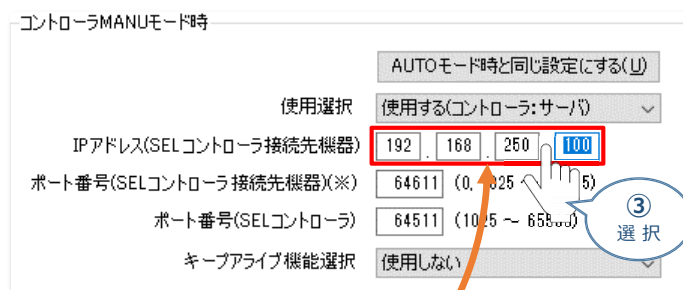 コントローラMANUモード時
AUTOモード時と同じ設定にする(U)
使用選択 使用する(コントローラ:サーバ)
IPアドレス(SELコントローラ接続先機器) 192 . 168 . 250 . 100
ポート番号(SELコントローラ接続先機器)(※) 64611 (0, 5)
ポート番号(SELコントローラ) 64511 (1025 ～
キープアライブ機能選択 使用しない
③
選択